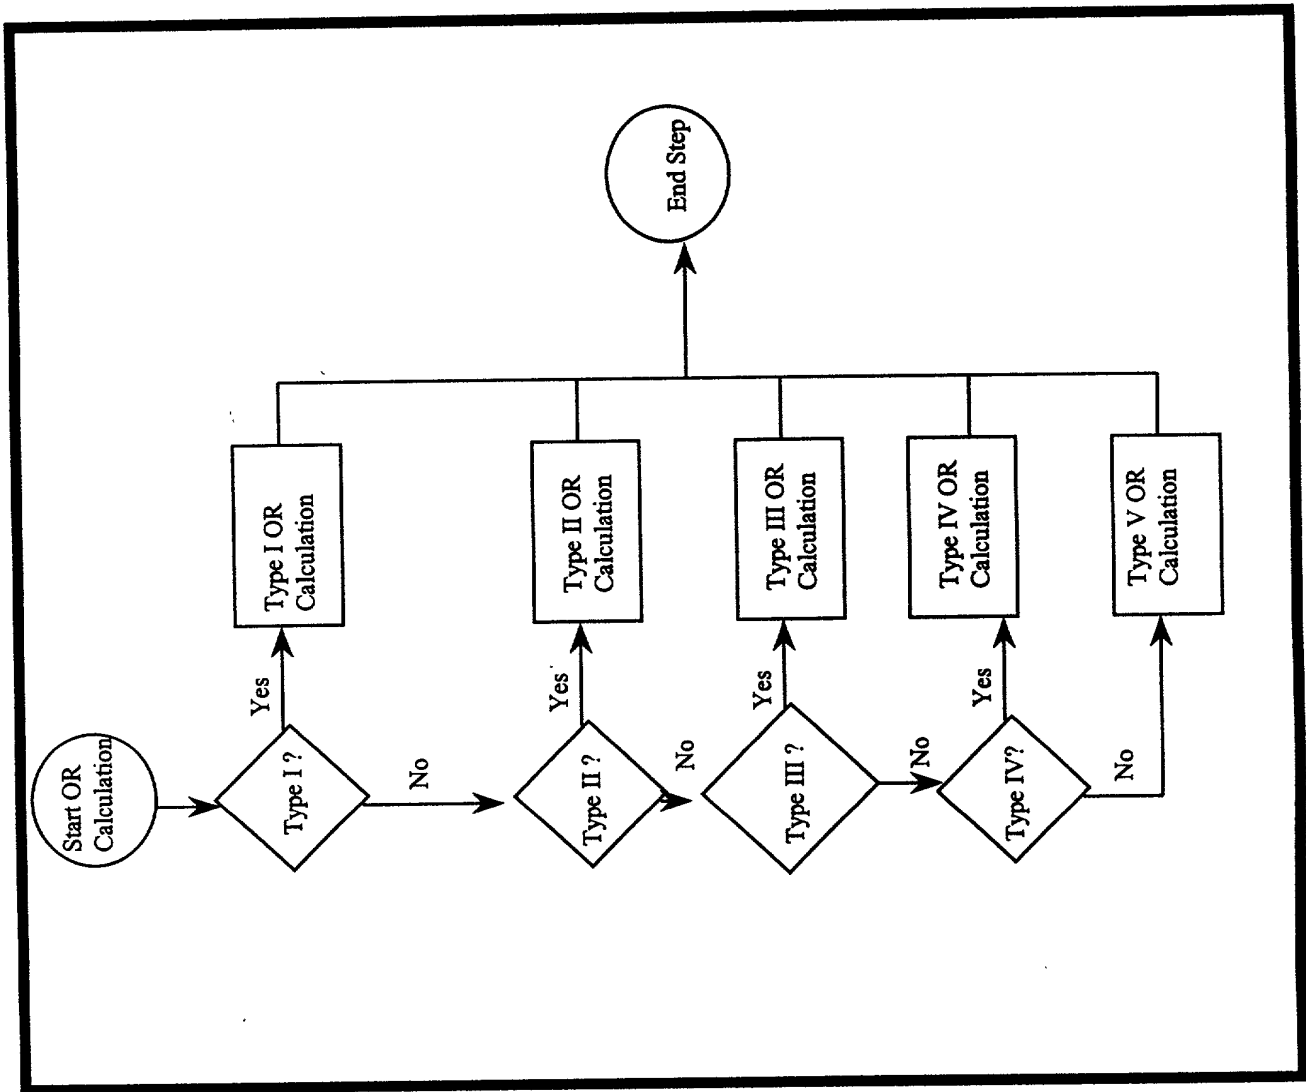 Start OR
Calculation
Type I ?
Yes
Type I OR
Calculation
No
Type II ?
Yes
Type II OR
Calculation
No
Type III ?
Yes
Type III OR
Calculation
No
Type IV?
Yes
Type IV OR
Calculation
No
Type V OR
Calculation
End Step